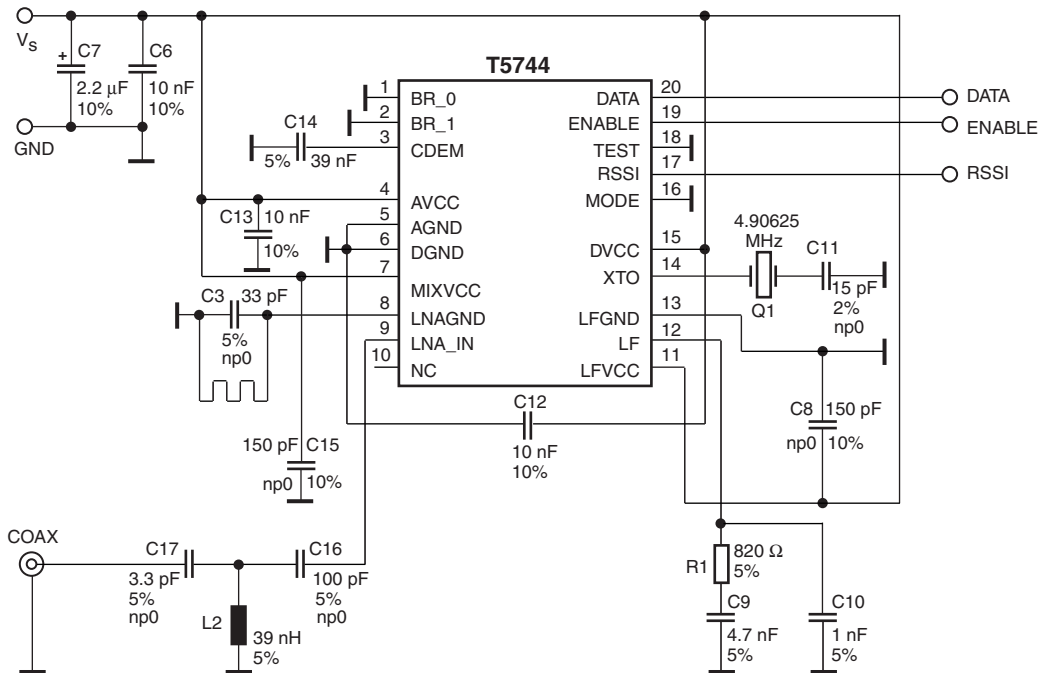 T5744
V_S
+ C7
2.2 µF
10%
C6
10 nF
10%
GND
C14
5% 39 nF
1 BR_0
2 BR_1
3 CDEM
4 AVCC
5 AGND
6 DGND
7 MIXVCC
8 LNAGND
9 LNA_IN
10 NC
DATA 20
ENABLE 19
TEST 18
RSSI 17
MODE 16
DVCC 15
XTO 14
LFGND 13
LF 12
LFVCC 11
DATA
ENABLE
RSSI
C13 10 nF
10%
C3 33 pF
5%
np0
4.90625
MHz
Q1
C11
15 pF
2%
np0
C12
10 nF
10%
C8 150 pF
np0 10%
150 pF C15
np0 10%
COAX
C17
3.3 pF
5%
np0
C16
100 pF
5%
np0
L2
39 nH
5%
R1 820 Ω
5%
C9
4.7 nF
5%
C10
1 nF
5%